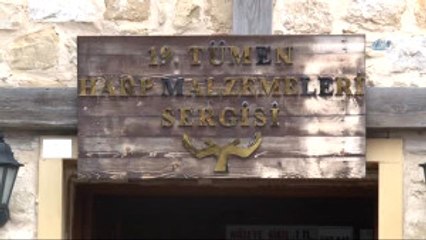 19. TÜMEN
HARP MALZEMELERİ
SERGİSİ